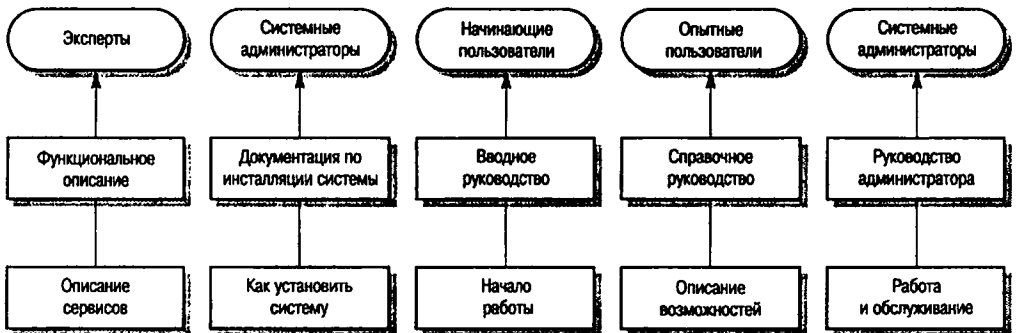 Эксперты
Системные
администраторы
Начинающие
пользователи
Опытные
пользователи
Системные
администраторы
Функциональное
описание
Документация по
инсталляции системы
Вводное
руководство
Справочное
руководство
Руководство
администратора
Описание
сервисов
Как установить
систему
Начало
работы
Описание
возможностей
Работа
и обслуживание